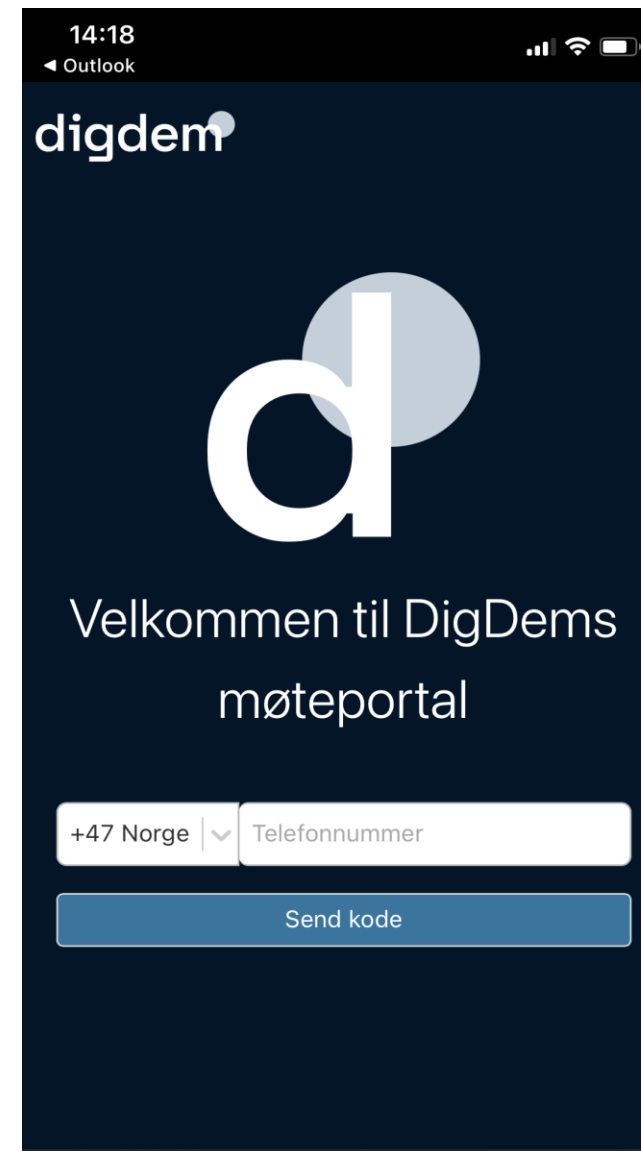 14:18
◀ Outlook
digdem
d
Velkommen til DigDems
møteportal
+47 Norge
Telefonnummer
Send kode